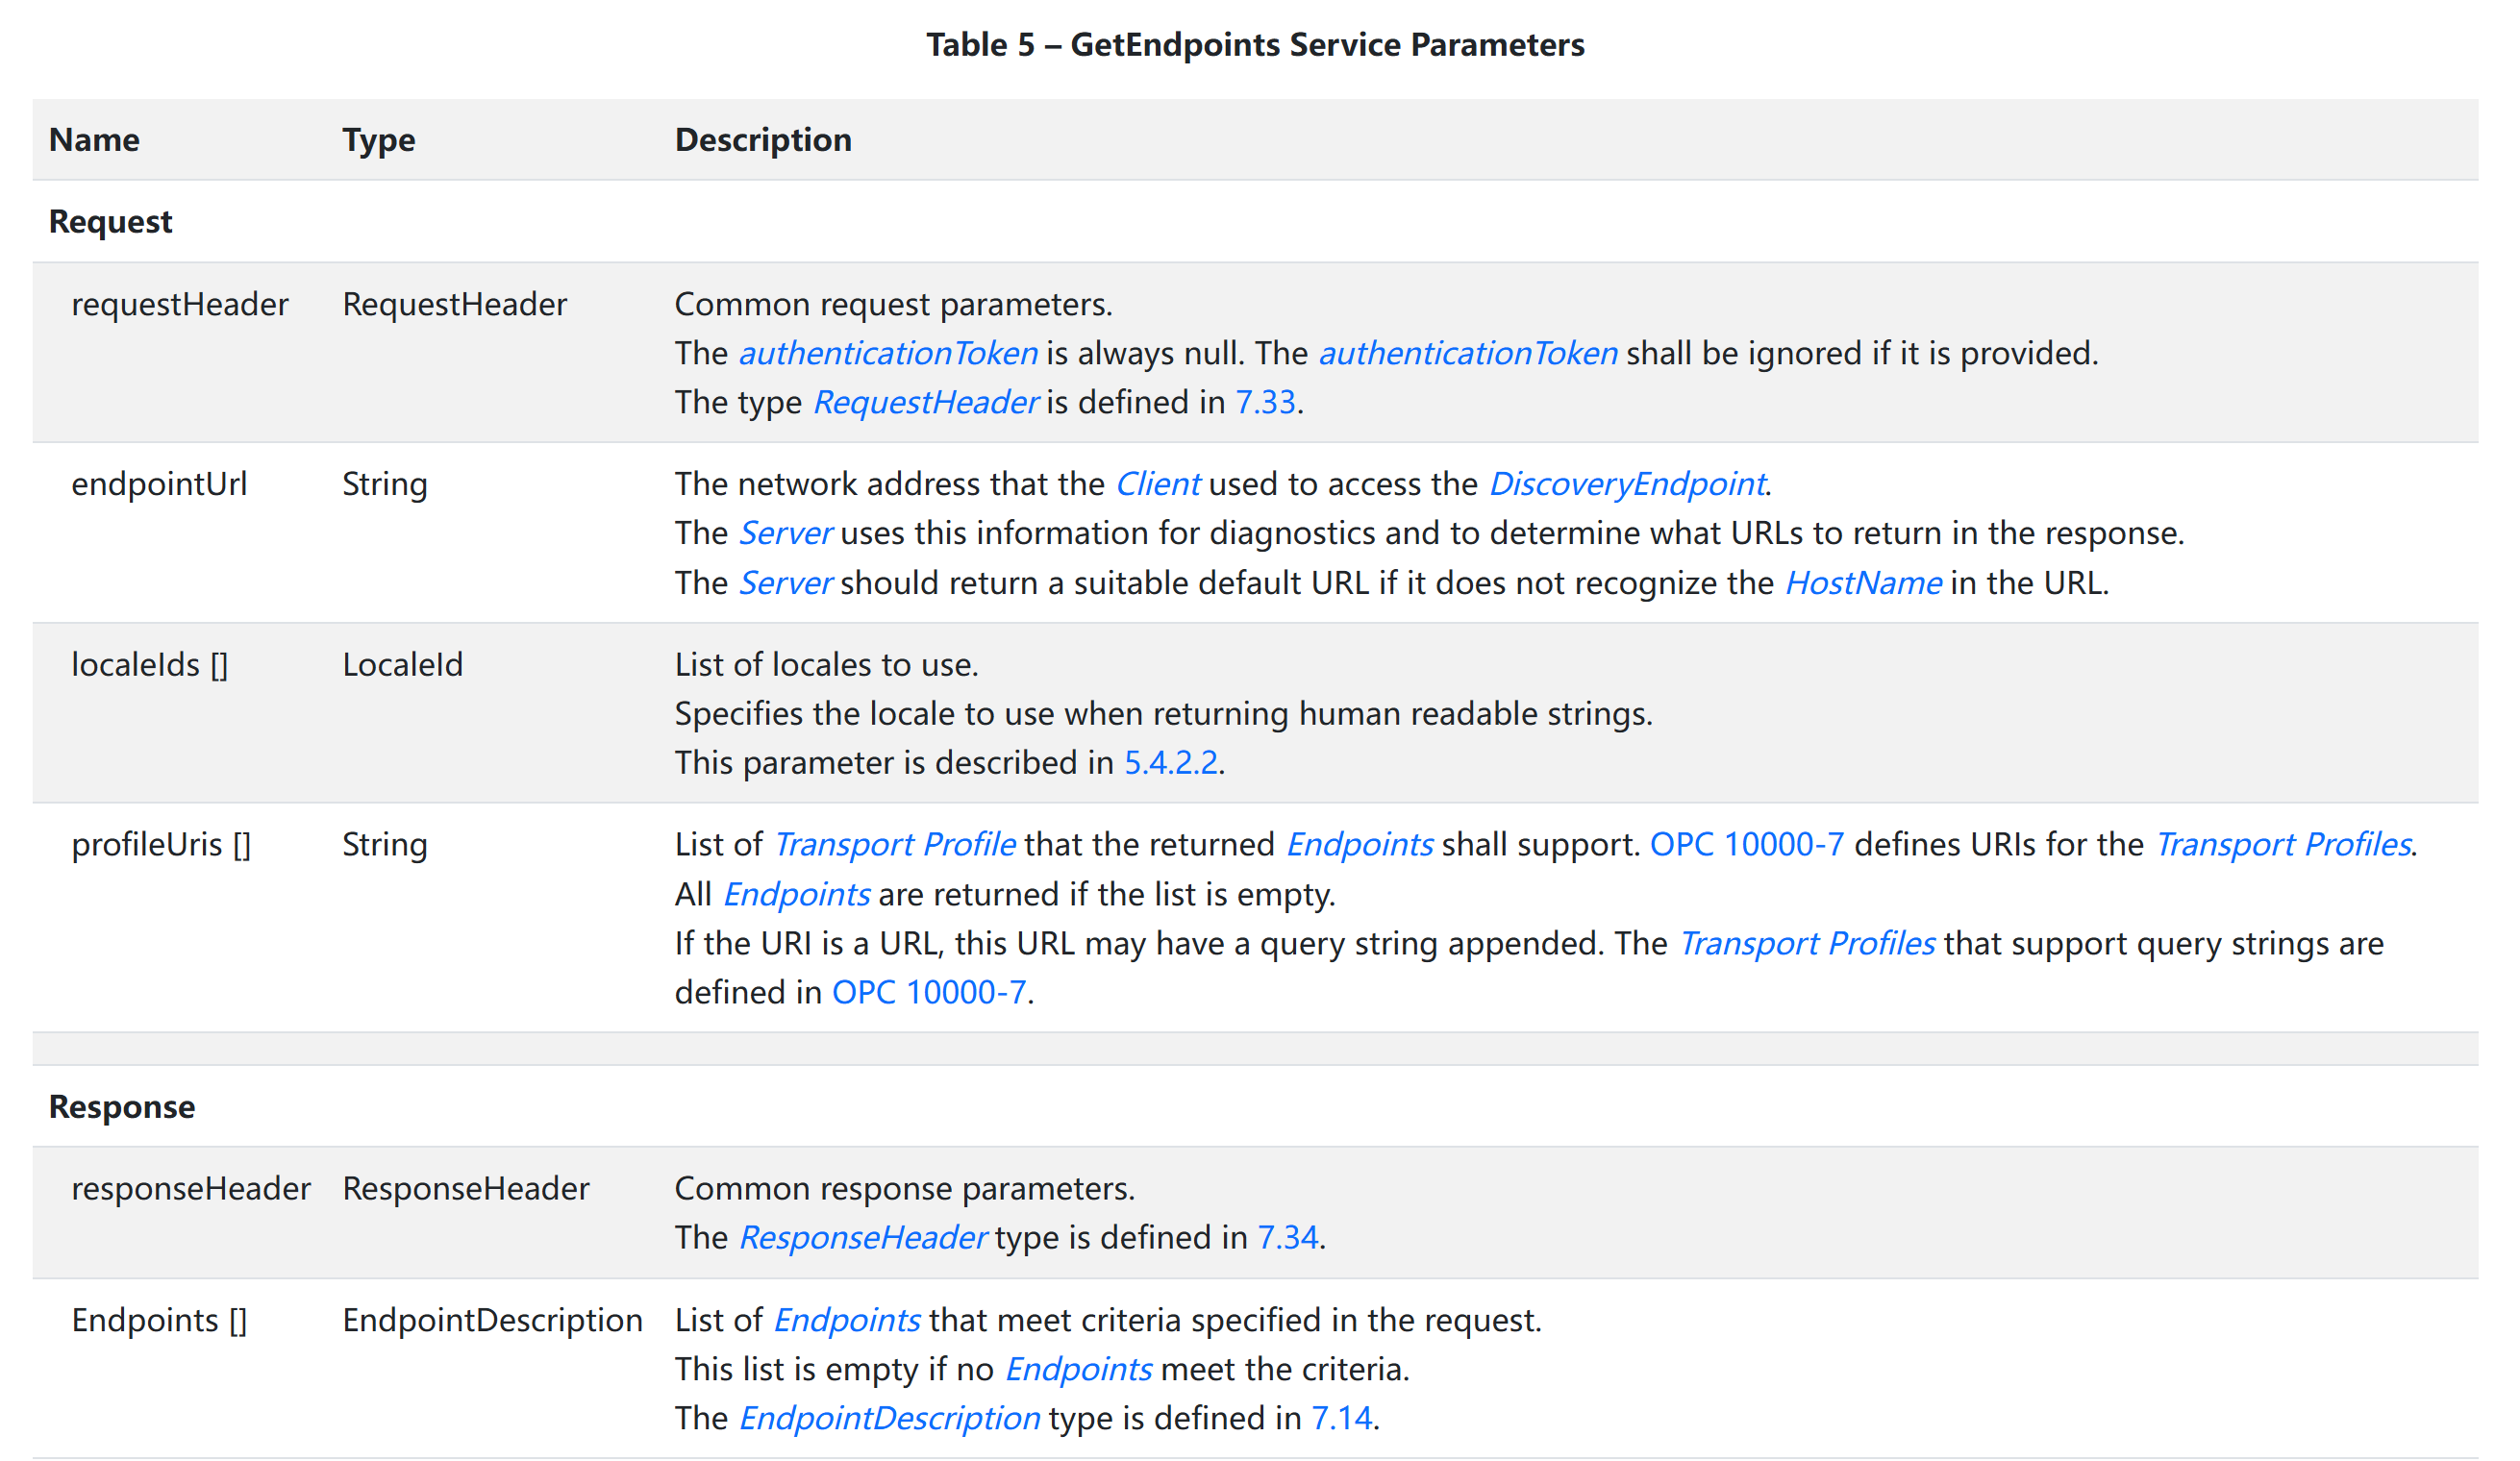 Table 5 – GetEndpoints Service Parameters
Name Type Description
Request
requestHeader RequestHeader Common request parameters.
The authenticationToken is always null. The authenticationToken shall be ignored if it is provided.
The type RequestHeader is defined in 7.33.
endpointUrl String The network address that the Client used to access the DiscoveryEndpoint.
The Server uses this information for diagnostics and to determine what URLs to return in the response.
The Server should return a suitable default URL if it does not recognize the HostName in the URL.
localeIds [] LocaleId List of locales to use.
Specifies the locale to use when returning human readable strings.
This parameter is described in 5.4.2.2.
profileUris [] String List of Transport Profile that the returned Endpoints shall support. OPC 10000-7 defines URIs for the Transport Profiles.
All Endpoints are returned if the list is empty.
If the URI is a URL, this URL may have a query string appended. The Transport Profiles that support query strings are
defined in OPC 10000-7.
Response
responseHeader ResponseHeader Common response parameters.
The ResponseHeader type is defined in 7.34.
Endpoints [] EndpointDescription List of Endpoints that meet criteria specified in the request.
This list is empty if no Endpoints meet the criteria.
The EndpointDescription type is defined in 7.14.